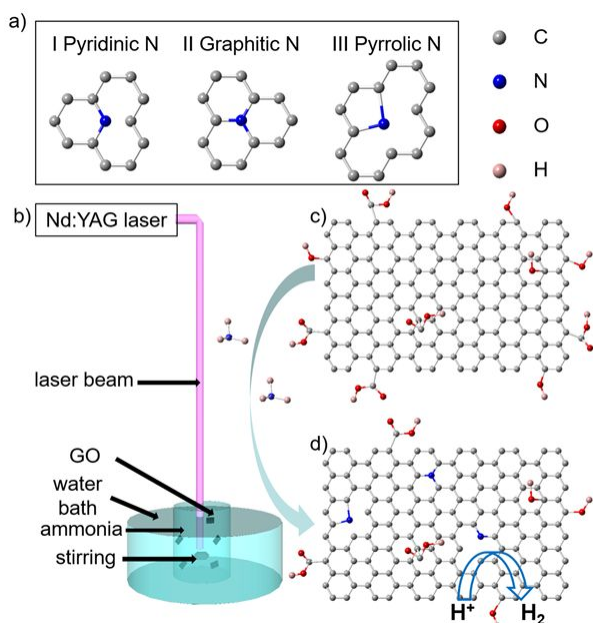 a)
I Pyridinic N
II Graphitic N
III Pyrrolic N
C
N
O
H
b)
Nd:YAG laser
laser beam
GO
water
bath
ammonia
stirring
c)
d)
H⁺
H₂